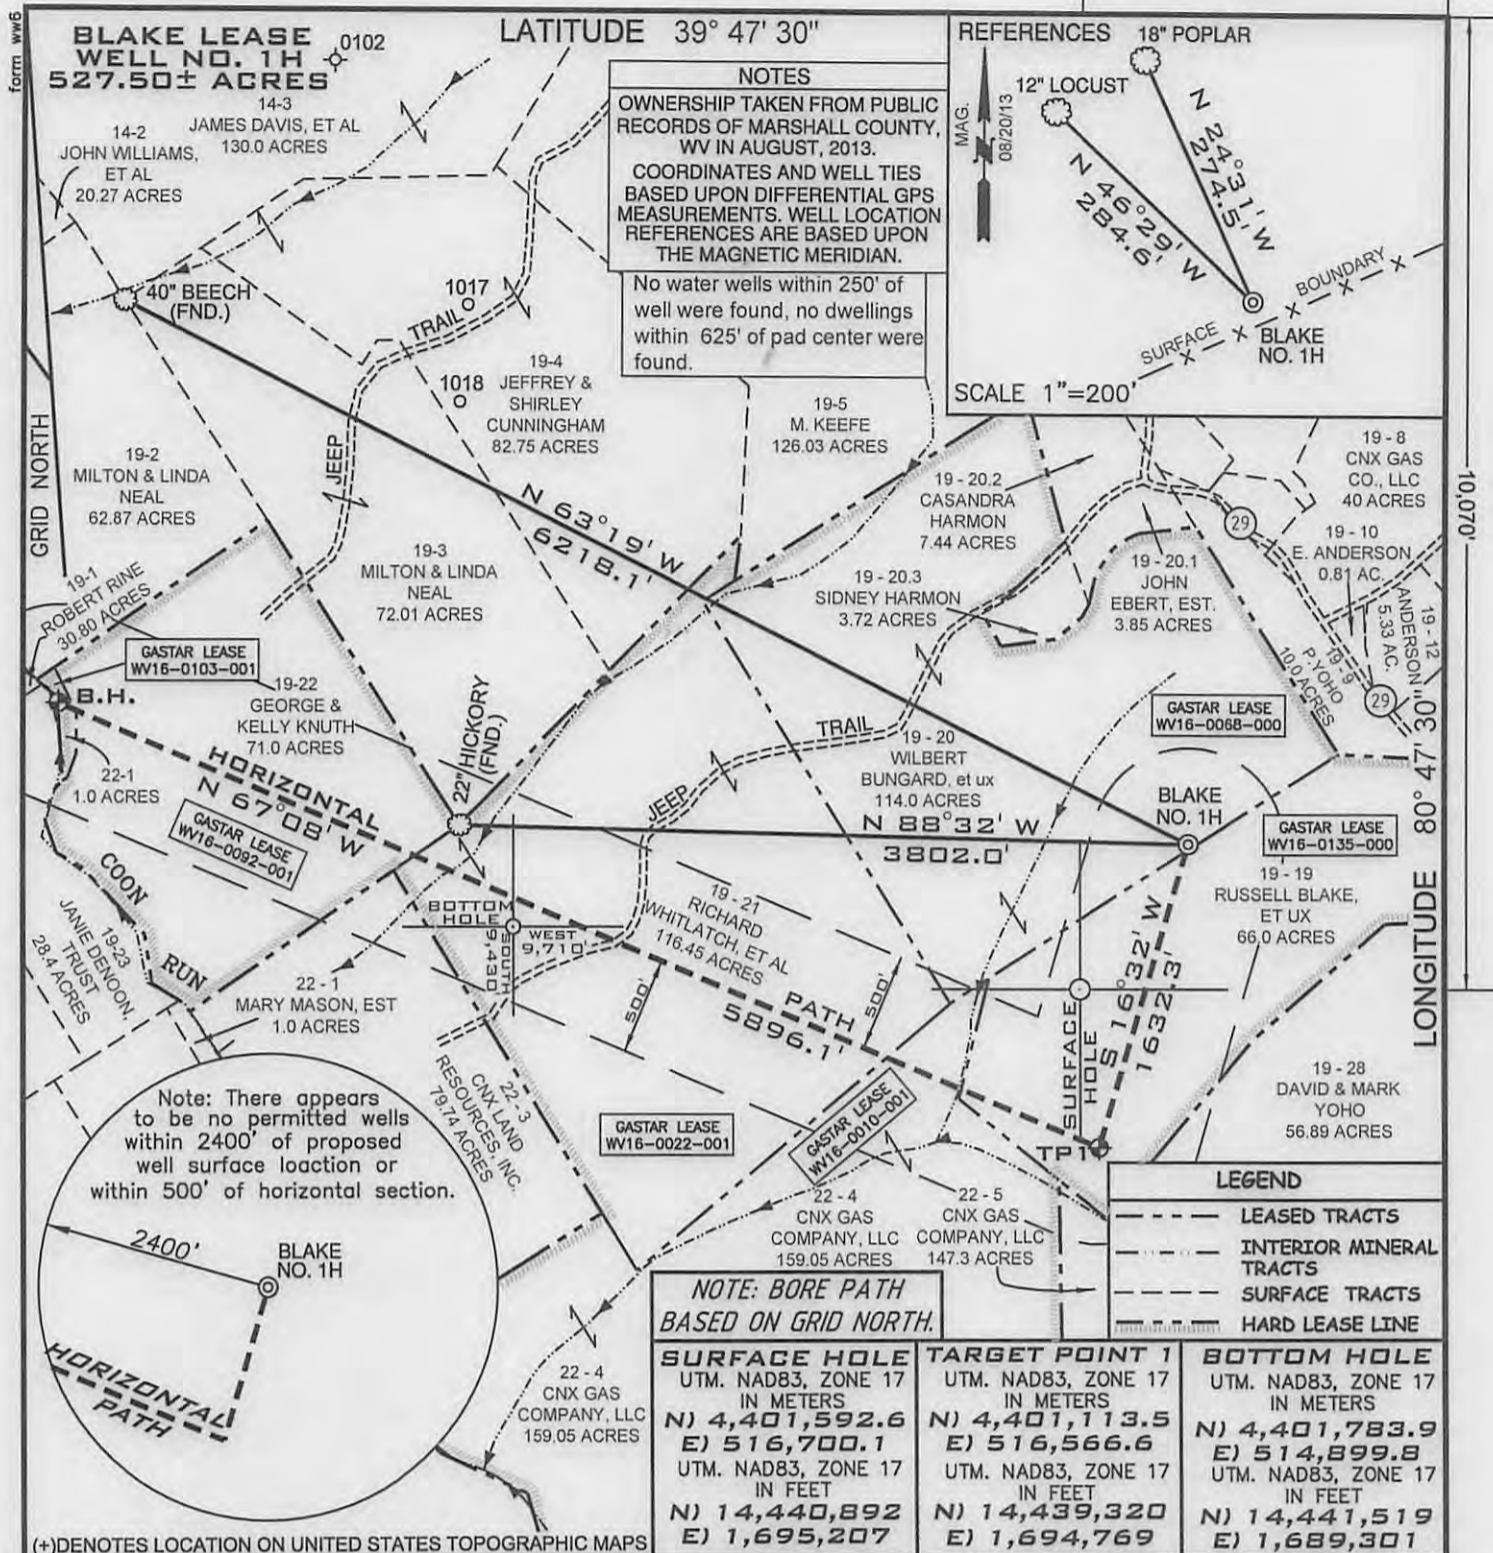 form ww6
BLAKE LEASE
WELL NO. 1H
527.50± ACRES
0102
LATITUDE 39° 47' 30"
14-3
JAMES DAVIS, ET AL
130.0 ACRES
14-2
JOHN WILLIAMS,
ET AL
20.27 ACRES
NOTES
OWNERSHIP TAKEN FROM PUBLIC
RECORDS OF MARSHALL COUNTY,
WV IN AUGUST, 2013.
COORDINATES AND WELL TIES
BASED UPON DIFFERENTIAL GPS
MEASUREMENTS. WELL LOCATION
REFERENCES ARE BASED UPON
THE MAGNETIC MERIDIAN.
No water wells within 250' of
well were found, no dwellings
within 625' of pad center were
found.
REFERENCES
18" POPLAR
12" LOCUST
MAG.
N
08/20/13
N 24°31' W
274.5'
N 46°29' W
284.6'
SURFACE
BOUNDARY
BLAKE
NO. 1H
SCALE 1"=200'
10,070'
40" BEECH
(FND.)
1017
TRAIL
1018
19-4
JEFFREY &
SHIRLEY
CUNNINGHAM
82.75 ACRES
19-5
M. KEEFE
126.03 ACRES
JEEP
GRID NORTH
19-2
MILTON & LINDA
NEAL
62.87 ACRES
N 63°19' W
6218.1'
19-3
MILTON & LINDA
NEAL
72.01 ACRES
19 - 20.2
CASANDRA
HARMON
7.44 ACRES
19 - 8
CNX GAS
CO., LLC
40 ACRES
29
19 - 10
E. ANDERSON
0.81 AC.
19 - 20.3
SIDNEY HARMON
3.72 ACRES
19 - 20.1
JOHN
EBERT, EST.
3.85 ACRES
19 - 12
ANDERSON
5.33 AC.
19 - 9
P.YOHO
10.0 ACRES
29
19-1
ROBERT RINE
30.80 ACRES
GASTAR LEASE
WV16-0103-001
B.H.
19-22
GEORGE &
KELLY KNUTH
71.0 ACRES
22" HICKORY
(FND.)
GASTAR LEASE
WV16-0068-000
TRAIL
19 - 20
WILBERT
BUNGARD, et ux
114.0 ACRES
22-1
1.0 ACRES
HORIZONTAL
N 67°08' W
JEEP
BLAKE
NO. 1H
N 88°32' W
3802.0'
GASTAR LEASE
WV16-0092-001
GASTAR LEASE
WV16-0135-000
LONGITUDE 80° 47' 30"
COON
RUN
19-23
JANIE DENOON,
TRUST
28.4 ACRES
BOTTOM
HOLE
WEST
9,710'
SOUTH
9,430'
19 - 21
RICHARD
WHITLATCH, ET AL
116.45 ACRES
19 - 19
RUSSELL BLAKE,
ET UX
66.0 ACRES
22 - 1
MARY MASON, EST
1.0 ACRES
500'
PATH
5896.1'
500'
SURFACE
HOLE
S 16°32' W
1632.3'
22 - 3
CNX LAND
RESOURCES, INC.
79.74 ACRES
19 - 28
DAVID & MARK
YOHO
56.89 ACRES
Note: There appears
to be no permitted wells
within 2400' of proposed
well surface loaction or
within 500' of horizontal section.
2400'
BLAKE
NO. 1H
HORIZONTAL
PATH
GASTAR LEASE
WV16-0022-001
GASTAR LEASE
WV16-0010-001
TP1
22 - 4
CNX GAS
COMPANY, LLC
159.05 ACRES
22 - 5
CNX GAS
COMPANY, LLC
147.3 ACRES
LEGEND
LEASED TRACTS
INTERIOR MINERAL
TRACTS
SURFACE TRACTS
HARD LEASE LINE
NOTE: BORE PATH
BASED ON GRID NORTH.
22 - 4
CNX GAS
COMPANY, LLC
159.05 ACRES
SURFACE HOLE
UTM. NAD83, ZONE 17
IN METERS
N) 4,401,592.6
E) 516,700.1
UTM. NAD83, ZONE 17
IN FEET
N) 14,440,892
E) 1,695,207
TARGET POINT 1
UTM. NAD83, ZONE 17
IN METERS
N) 4,401,113.5
E) 516,566.6
UTM. NAD83, ZONE 17
IN FEET
N) 14,439,320
E) 1,694,769
BOTTOM HOLE
UTM. NAD83, ZONE 17
IN METERS
N) 4,401,783.9
E) 514,899.8
UTM. NAD83, ZONE 17
IN FEET
N) 14,441,519
E) 1,689,301
(+)DENOTES LOCATION ON UNITED STATES TOPOGRAPHIC MAPS